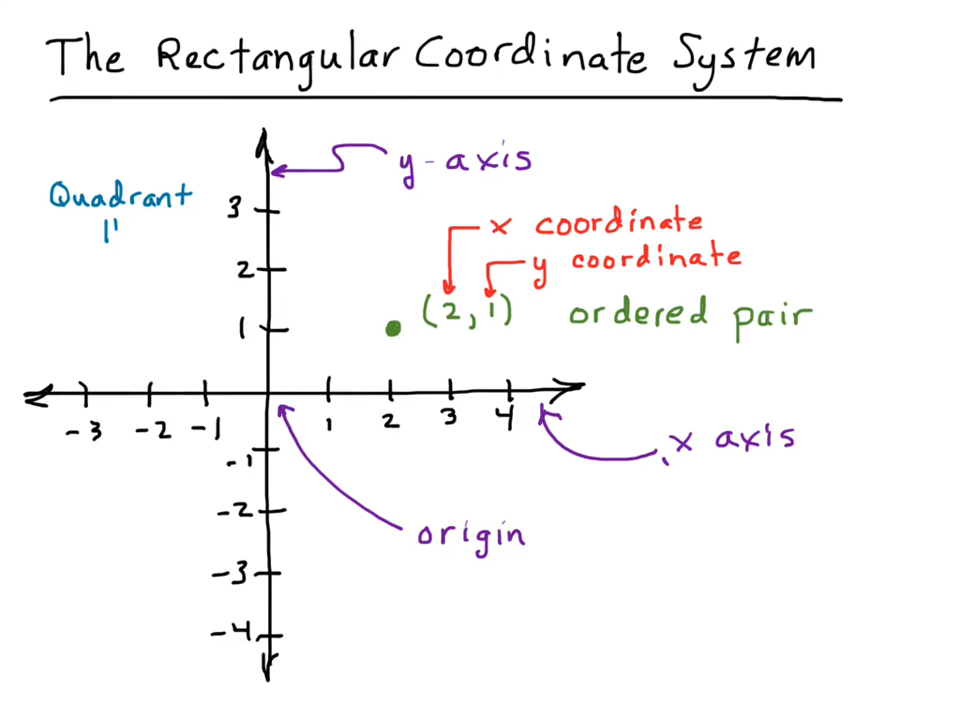 The Rectangular Coordinate System
y-axis
Quadrant
3
x coordinate
y coordinate
2
(2, 1) ordered pair
1
-3 -2 -1 1 2 3 4
x axis
-1
-2
origin
-3
-4